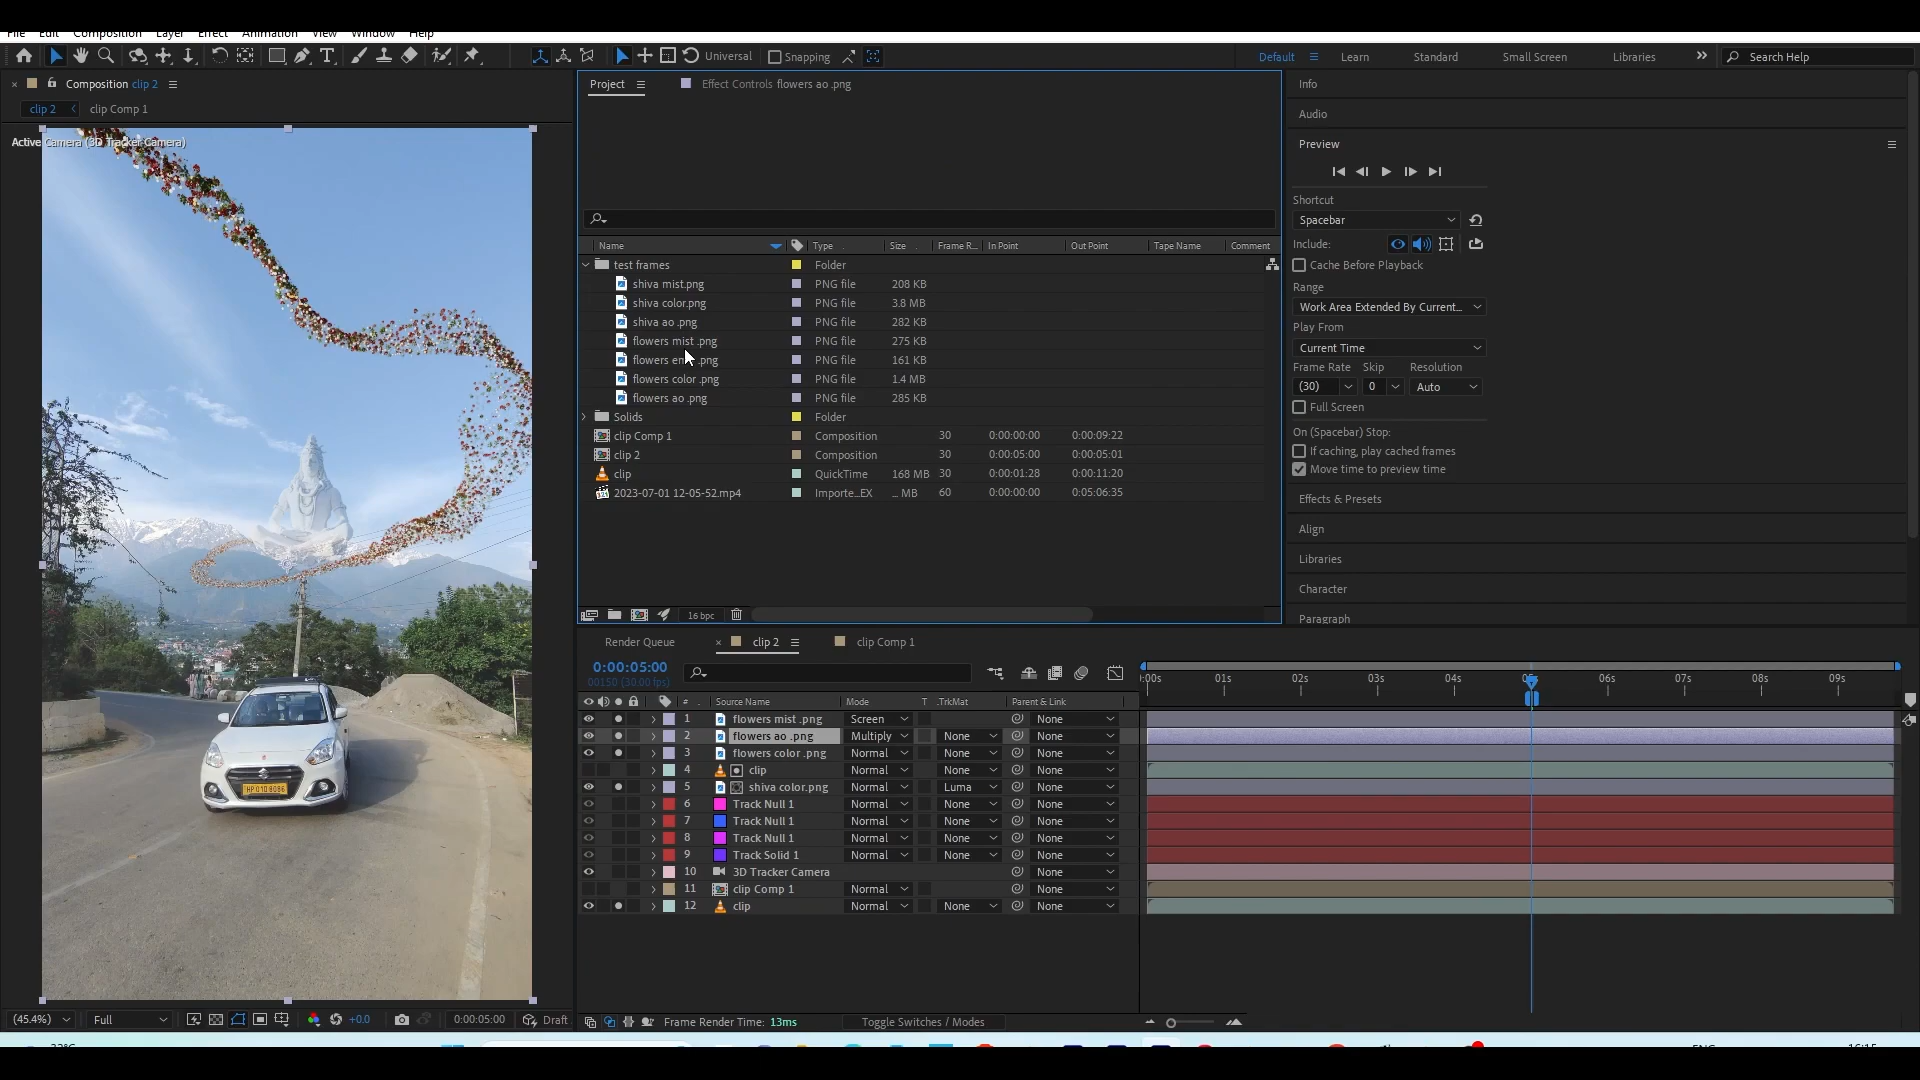 File Edit Composition Layer Effect Animation View Window Help
Universal Snapping Default Learn Standard Small Screen Libraries Search Help
Composition clip 2
clip 2 clip Comp 1
Active Camera (3D Tracker Camera)
HP 01D 8086
(45.4%) Full +0.0 0:00:05:00 Draft
Project Effect Controls flowers ao .png
Name Type Size Frame R... In Point Out Point Tape Name Comment
test frames Folder
shiva mist.png PNG file 208 KB
shiva color.png PNG file 3.8 MB
shiva ao .png PNG file 282 KB
flowers mist .png PNG file 275 KB
.png PNG file 161 KB
flowers color .png PNG file 1.4 MB
flowers ao .png PNG file 285 KB
Solids Folder
clip Comp 1 Composition 30 0:00:00:00 0:00:09:22
clip 2 Composition 30 0:00:05:00 0:00:05:01
clip QuickTime 168 MB 30 0:00:01:28 0:00:11:20
2023-07-01 12-05-52.mp4 Importe...EX ... MB 60 0:00:00:00 0:05:06:35
16 bpc
Info
Audio
Preview
Shortcut
Spacebar
Include:
Cache Before Playback
Range
Work Area Extended By Current...
Play From
Current Time
Frame Rate Skip Resolution
(30) 0 Auto
Full Screen
On (Spacebar) Stop:
If caching, play cached frames
Move time to preview time
Effects & Presets
Align
Libraries
Character
Paragraph
Render Queue clip 2 clip Comp 1
0:00:05:00
00150 (30.00 fps)
:00s 01s 02s 03s 04s 06s 07s 08s 09s
# Source Name Mode T .TrkMat Parent & Link
1 flowers mist .png Screen None
2 flowers ao .png Multiply None None
3 flowers color .png Normal None None
4 clip Normal None None
5 shiva color.png Normal Luma None
6 Track Null 1 Normal None None
7 Track Null 1 Normal None None
8 Track Null 1 Normal None None
9 Track Solid 1 Normal None None
10 3D Tracker Camera None
11 clip Comp 1 Normal None
12 clip Normal None None
Frame Render Time: 13ms Toggle Switches / Modes